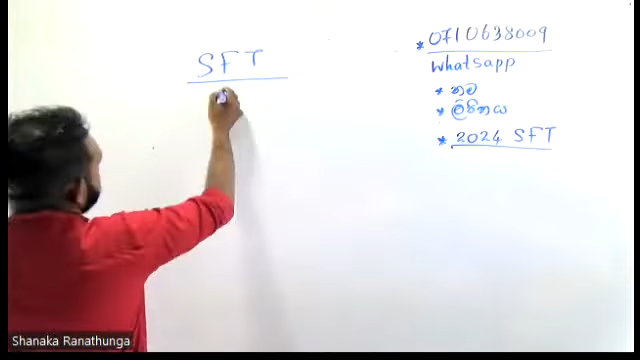 SFT
* 0710638009
Whatsapp
* නම
* ලිපිනය
* 2024 SFT
Shanaka Ranathunga